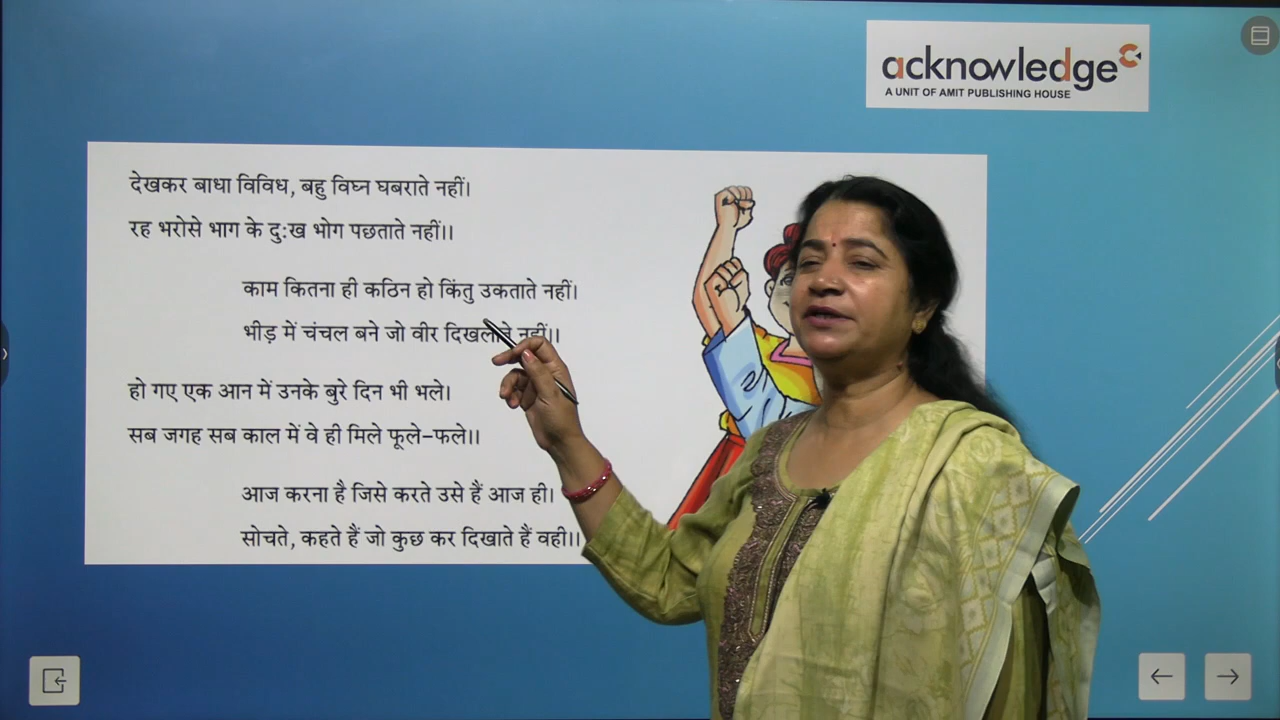 acknowledge
A UNIT OF AMIT PUBLISHING HOUSE
देखकर बाधा विविध, बहु विघ्न घबराते नहीं।
रह भरोसे भाग के दु:ख भोग पछताते नहीं।।
काम कितना ही कठिन हो किंतु उकताते नहीं।
भीड़ में चंचल बने जो वीर दिखलाते नहीं।।
हो गए एक आन में उनके बुरे दिन भी भले।
सब जगह सब काल में वे ही मिले फूले-फले।।
आज करना है जिसे करते उसे हैं आज ही।
सोचते, कहते हैं जो कुछ कर दिखाते हैं वही।।